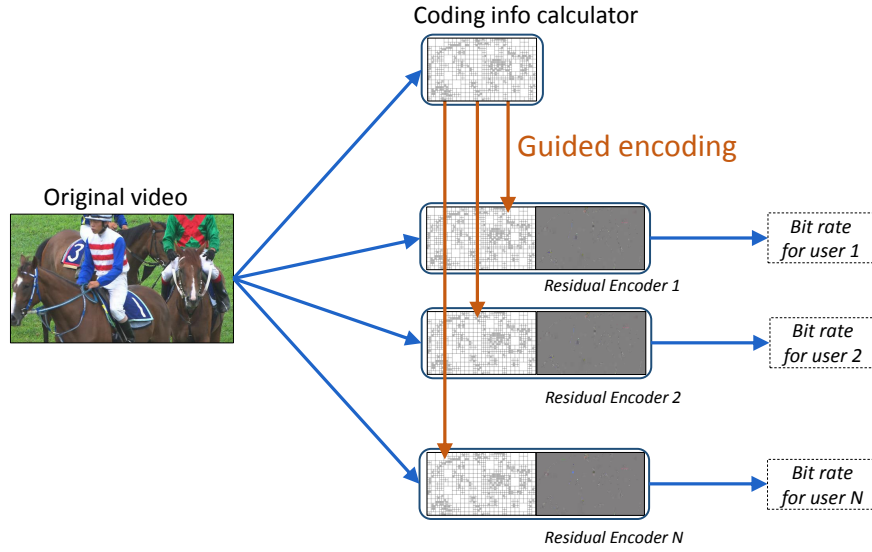 Coding info calculator
Guided encoding
Original video
3
1
Bit rate
for user 1
Residual Encoder 1
Bit rate
for user 2
Residual Encoder 2
Bit rate
for user N
Residual Encoder N